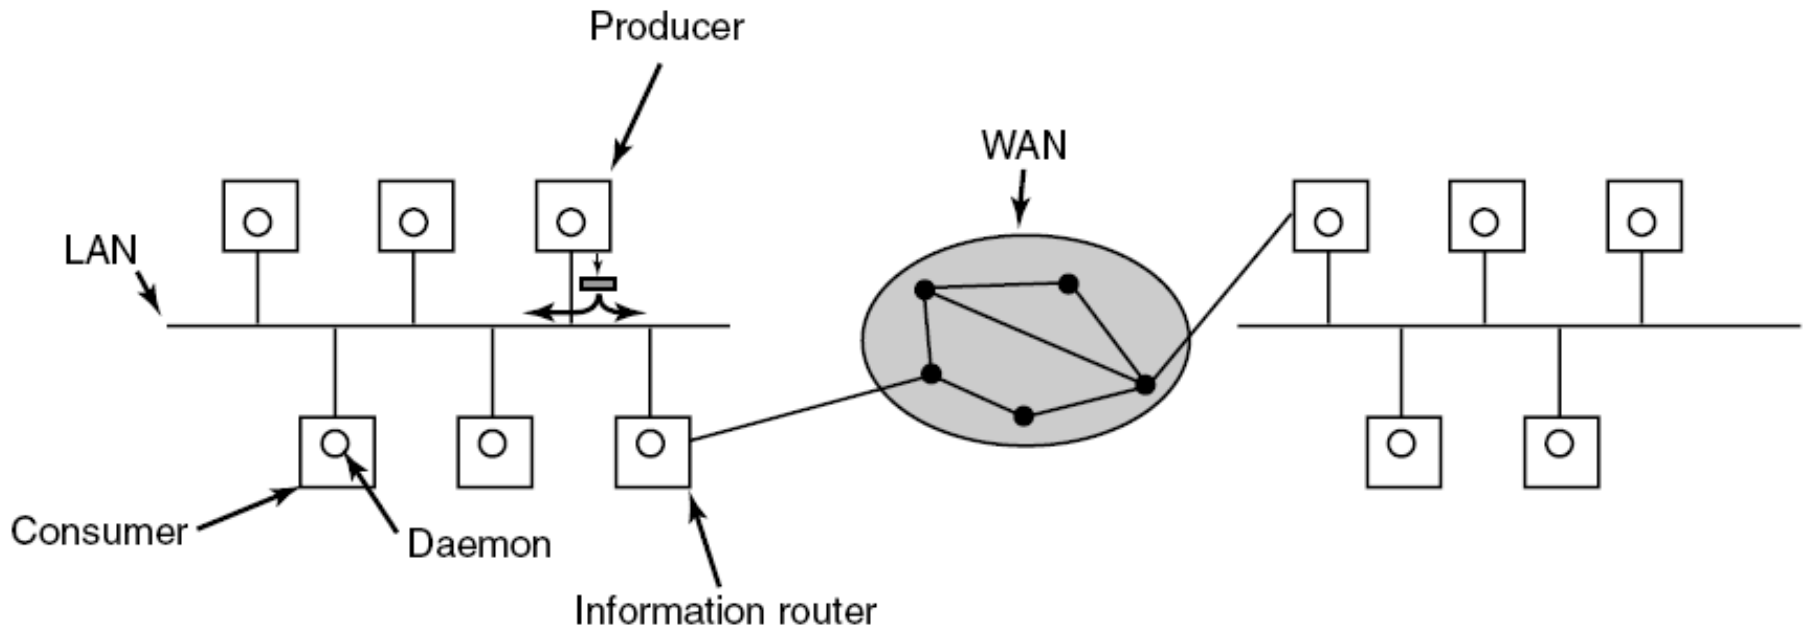 Producer
WAN
LAN
Consumer
Daemon
Information router